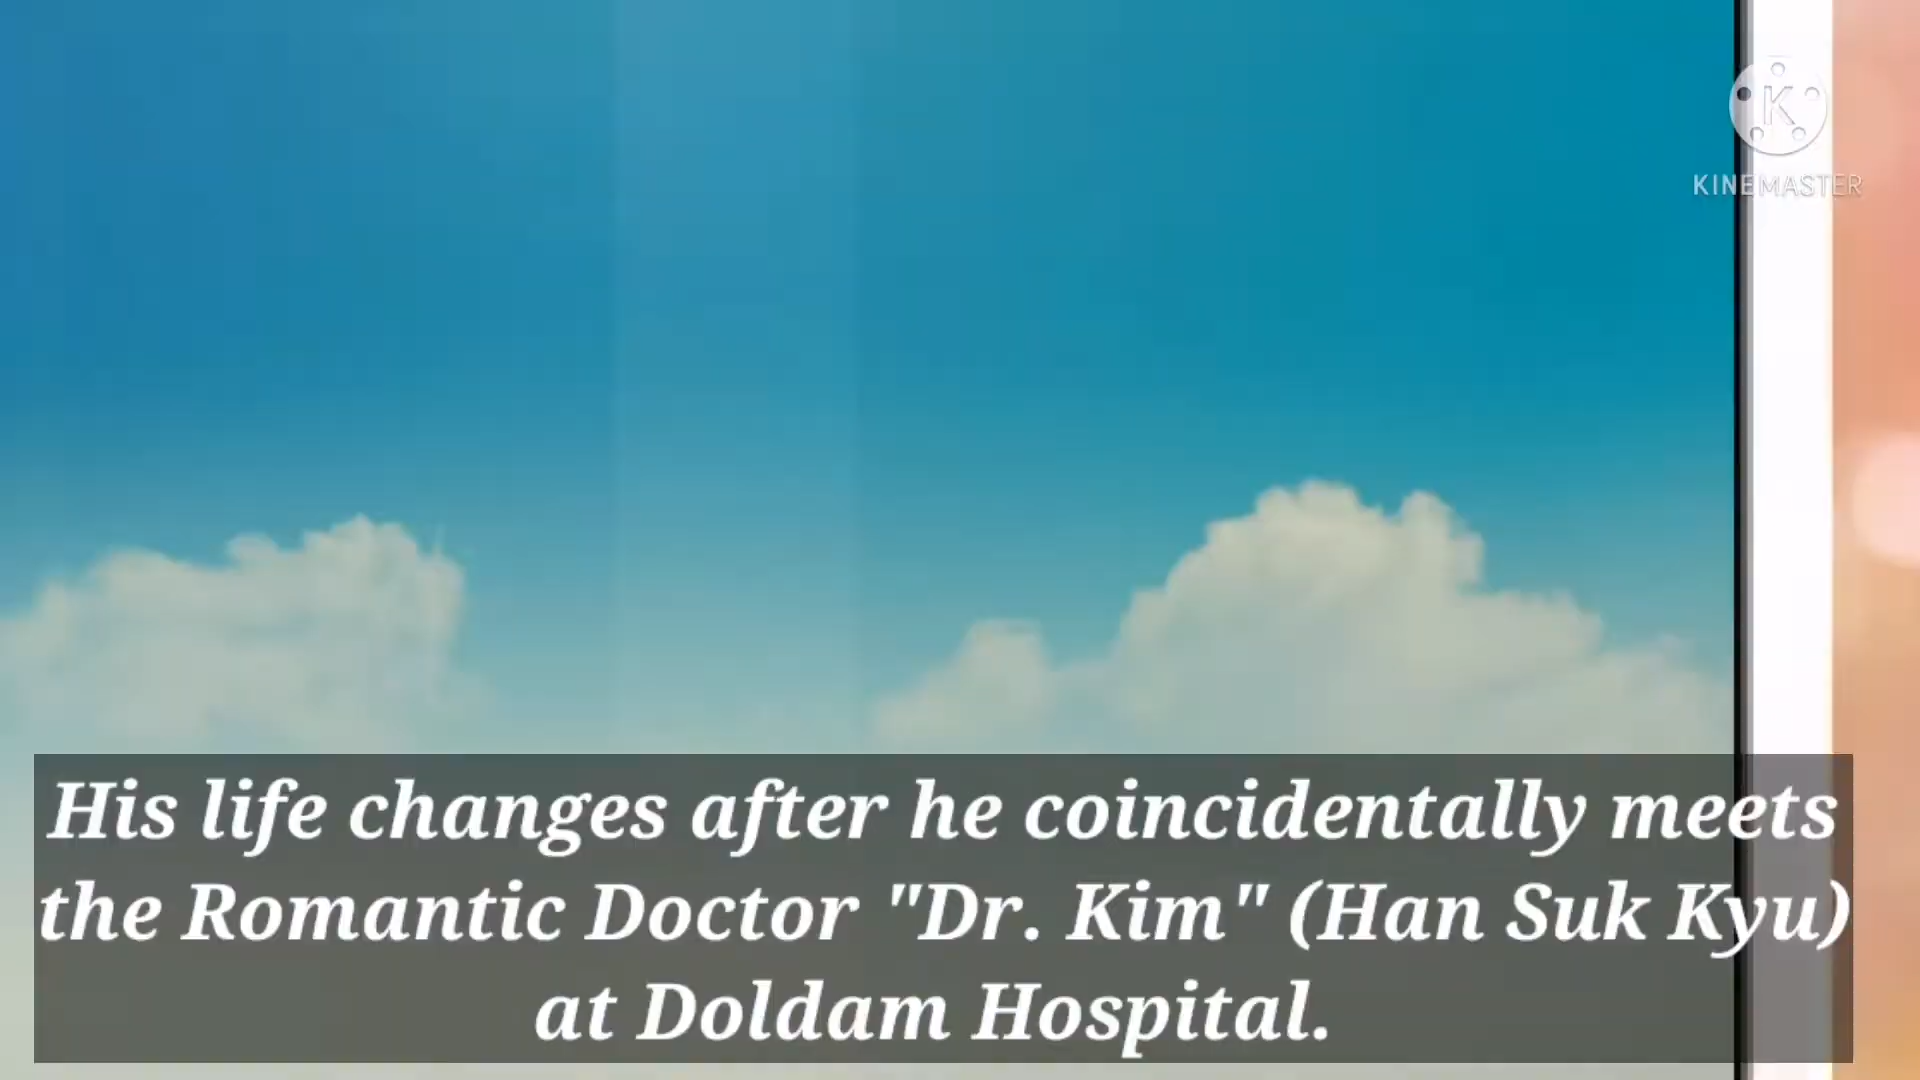 K
KINEMASTER
His life changes after he coincidentally meets
the Romantic Doctor "Dr. Kim" (Han Suk Kyu)
at Doldam Hospital.